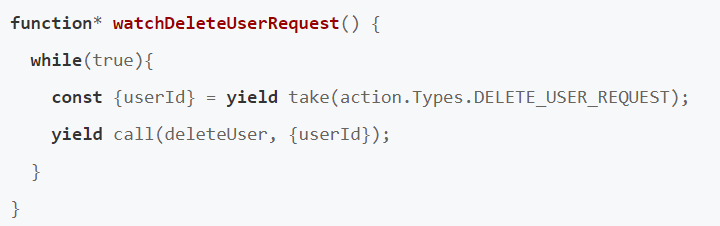 function* watchDeleteUserRequest() {
while(true){
const {userId} = yield take(action.Types.DELETE_USER_REQUEST);
yield call(deleteUser, {userId});
}
}